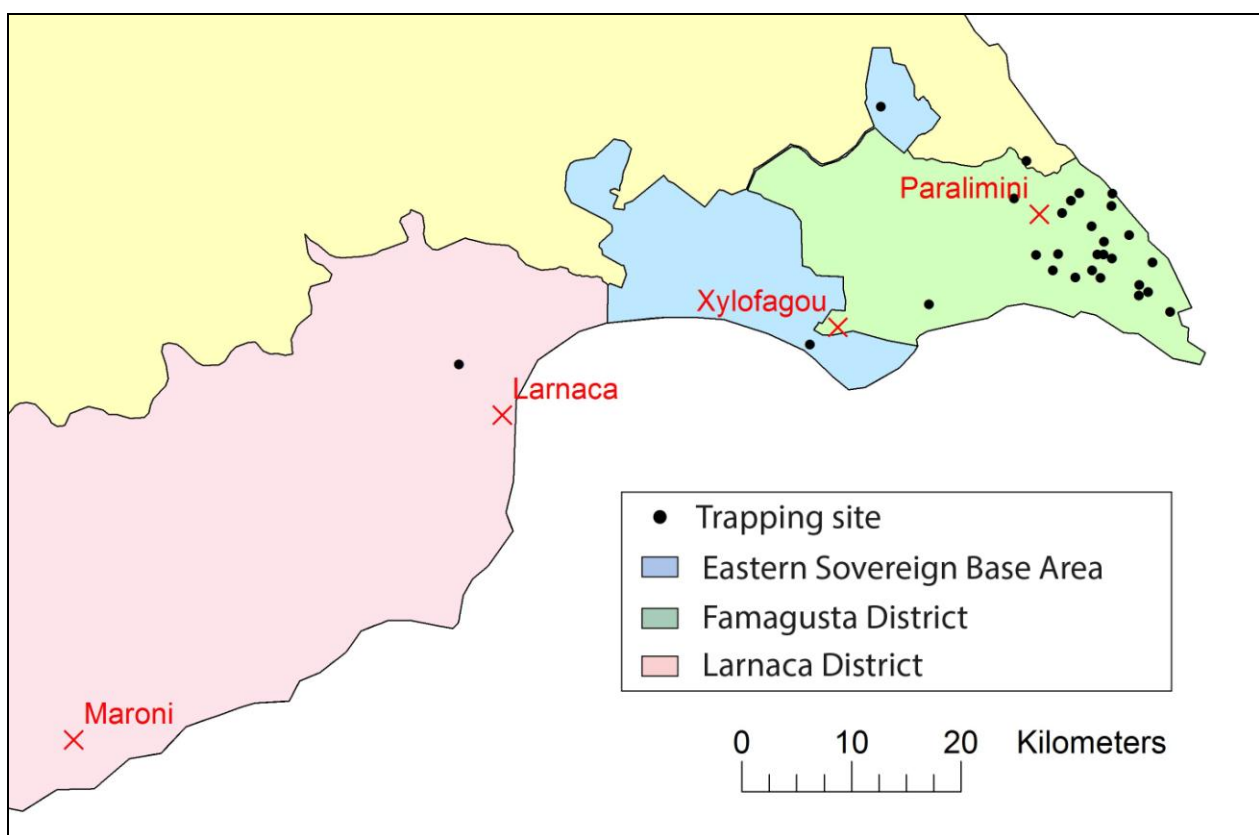 Paralimini
Xylofagou
Larnaca
Trapping site
Eastern Sovereign Base Area
Famagusta District
Larnaca District
Maroni
0 10 20 Kilometers